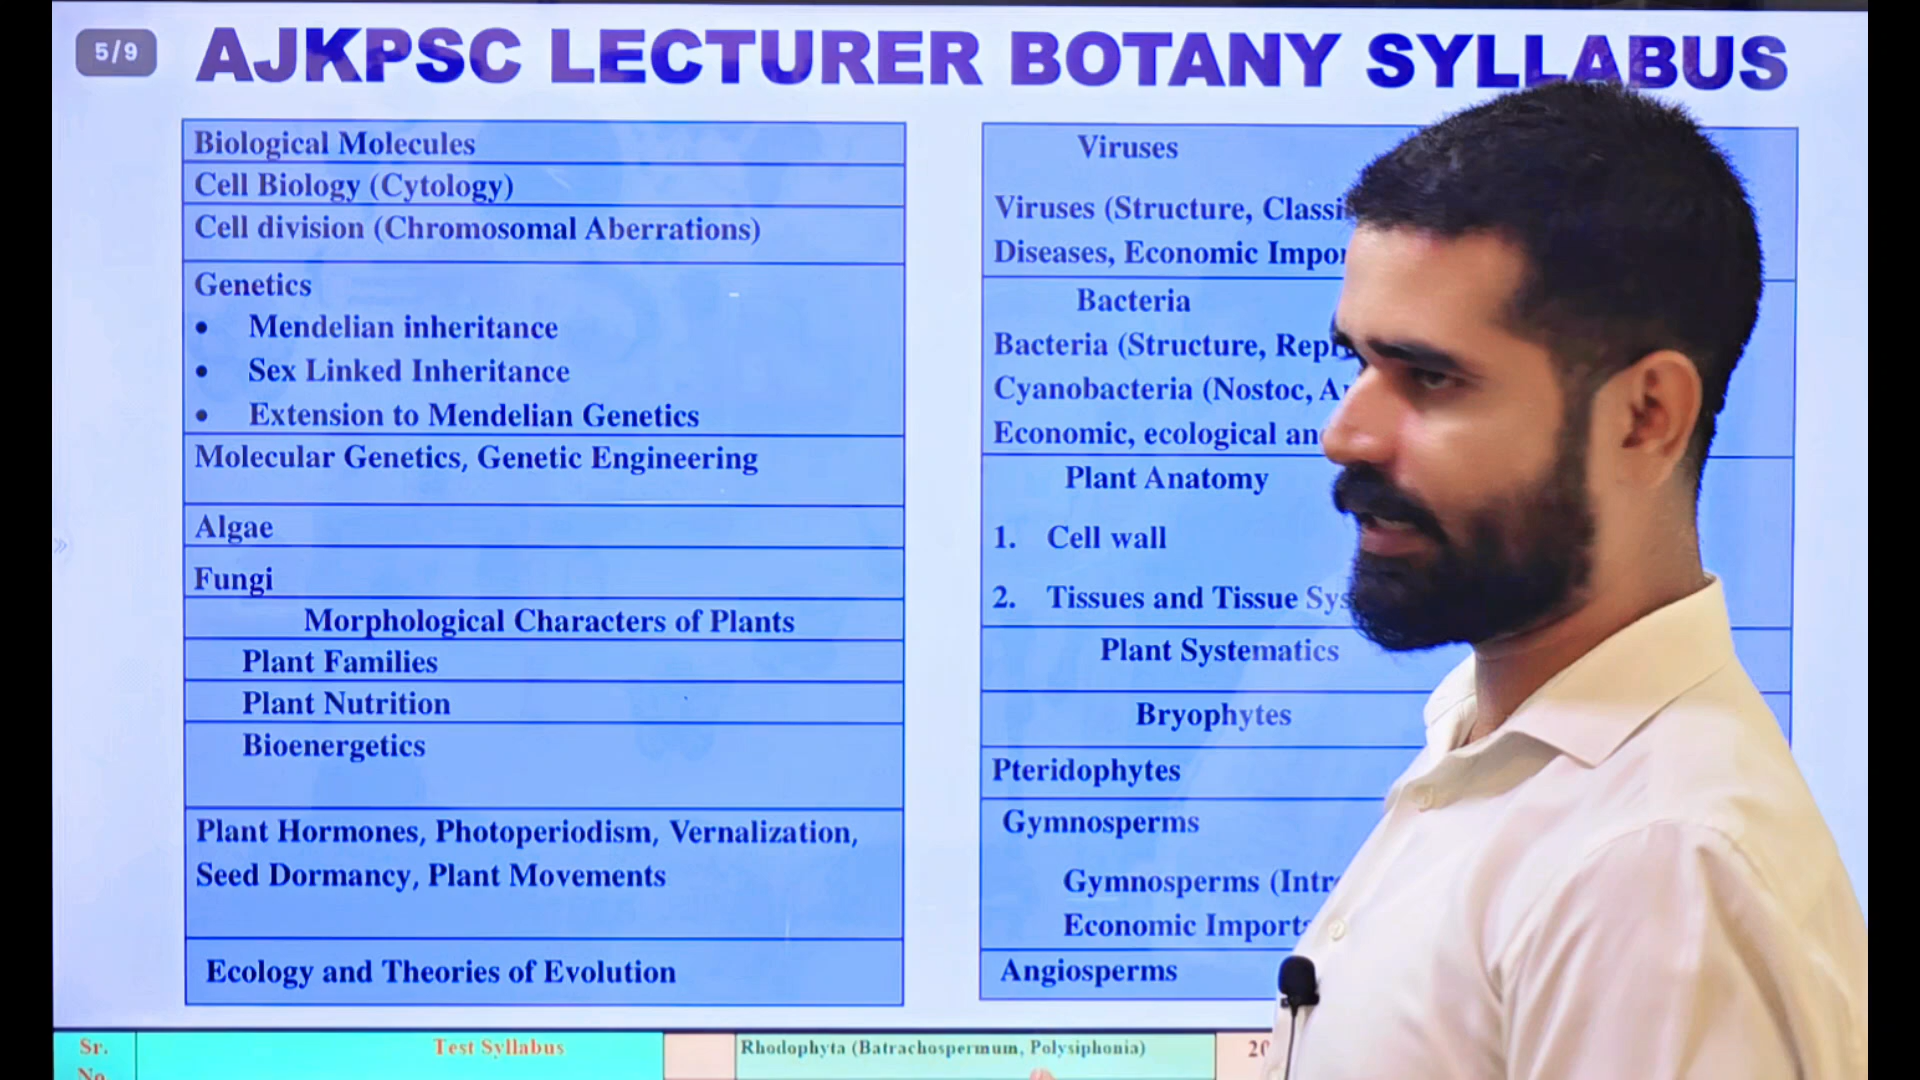 5/9
AJKPSC LECTURER BOTANY SYLLABUS
Biological Molecules
Cell Biology (Cytology)
Cell division (Chromosomal Aberrations)
Genetics
• Mendelian inheritance
• Sex Linked Inheritance
• Extension to Mendelian Genetics
Molecular Genetics, Genetic Engineering
Algae
Fungi
Morphological Characters of Plants
Plant Families
Plant Nutrition
Bioenergetics
Plant Hormones, Photoperiodism, Vernalization,
Seed Dormancy, Plant Movements
Ecology and Theories of Evolution
Viruses
Viruses (Structure,
Diseases, Economic
Bacteria
Bacteria (Structure,
Cyanobacteria (Nostoc,
Economic, ecological
Plant Anatomy
1. Cell wall
2. Tissues and Tissue
Plant Systematics
Bryophytes
Pteridophytes
Gymnosperms
Gymnosperms
Economic
Angiosperms
Sr.
No
Test Syllabus
Rhodophyta (Batrachospermum, Polysiphonia)